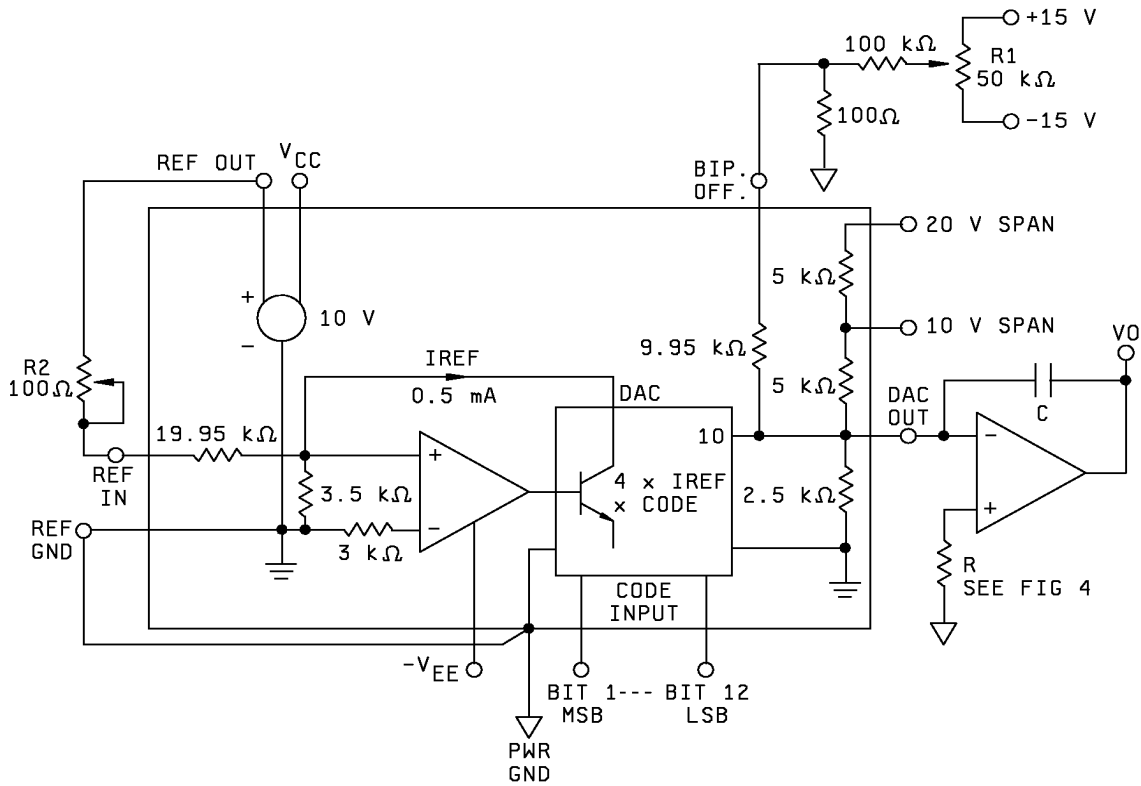 +15 V
100 kΩ
R1
50 kΩ
100Ω
-15 V
REF OUT
VCC
BIP.
OFF.
20 V SPAN
5 kΩ
+
10 V
-
10 V SPAN
VO
R2
100Ω
IREF
0.5 mA
9.95 kΩ
5 kΩ
DAC
DAC
OUT
C
19.95 kΩ
IO
REF
IN
+
-
3.5 kΩ
4 x IREF
x CODE
2.5 kΩ
+
-
REF
GND
3 kΩ
R
SEE FIG 4
CODE
INPUT
-VEE
BIT 1--- BIT 12
MSB
LSB
PWR
GND